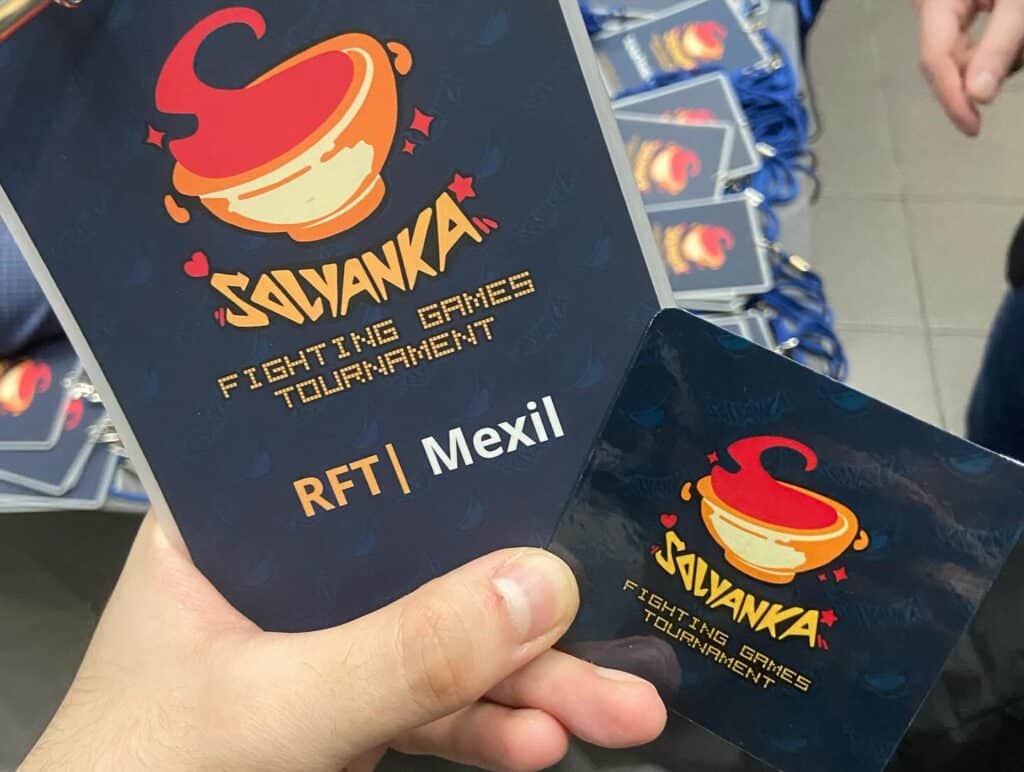 SOLYANKA
FIGHTING GAMES
TOURNAMENT
RFT| Mexil
SOLYANKA
FIGHTING GAMES
TOURNAMENT